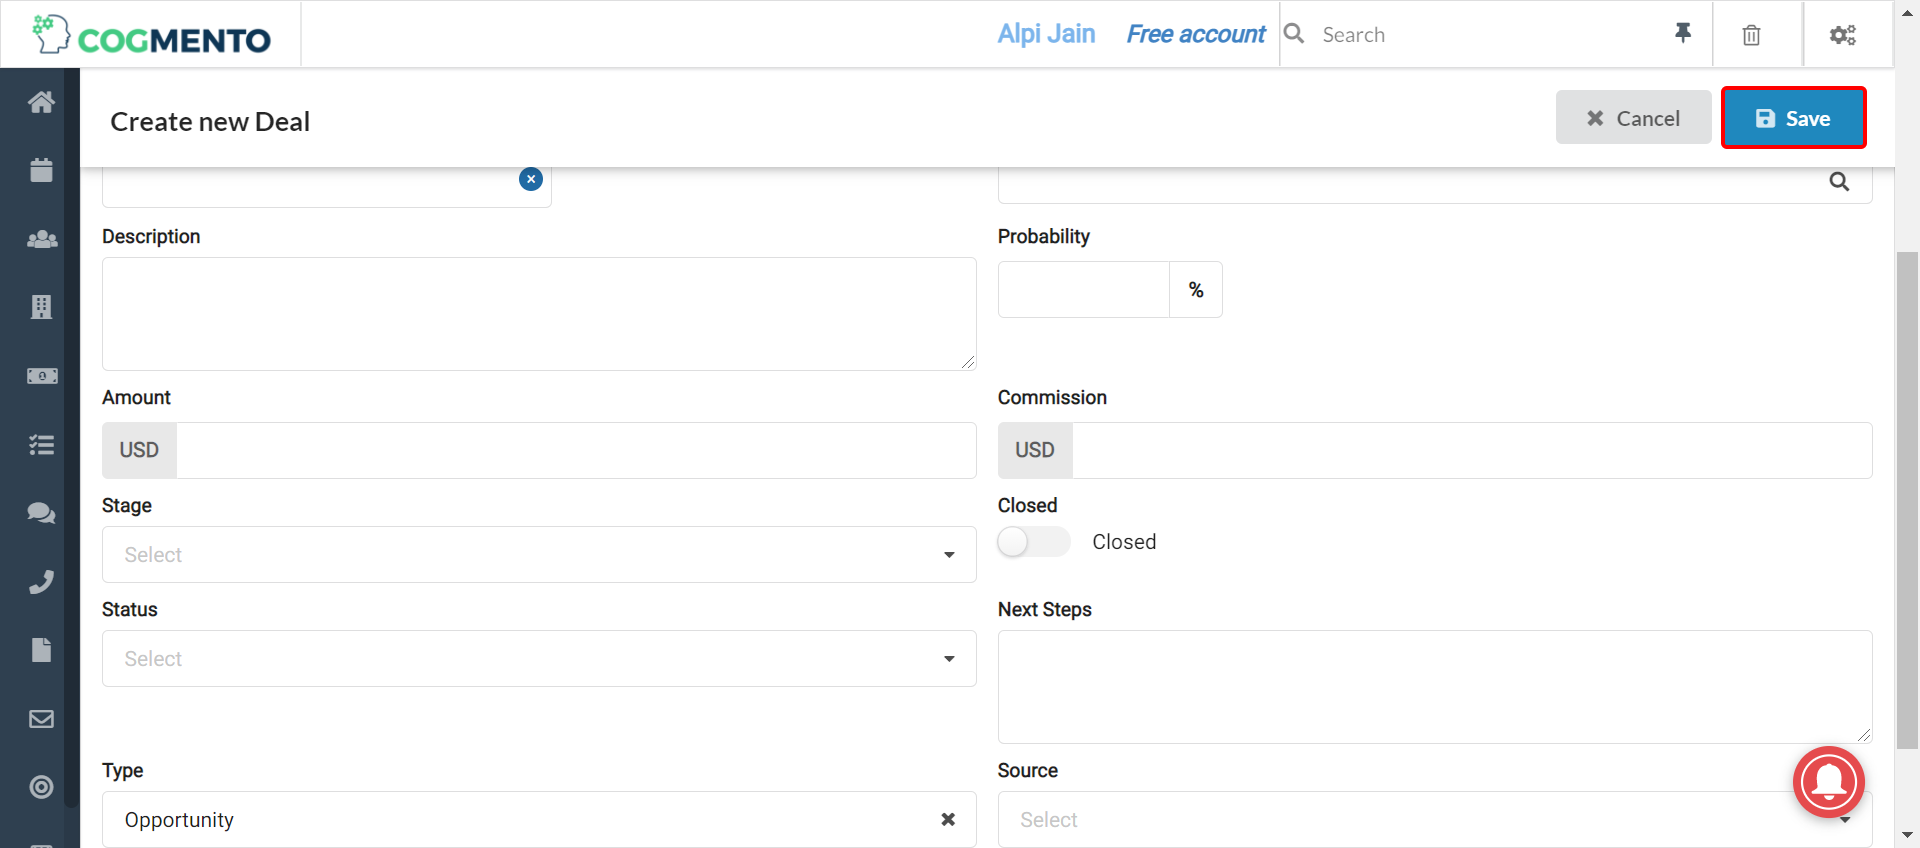 COGMENTO
Alpi Jain Free account Search
Create new Deal
Cancel Save
Description Probability
%
Amount Commission
USD USD
Stage Closed
Select Closed
Status Next Steps
Select
Type Source
Opportunity Select